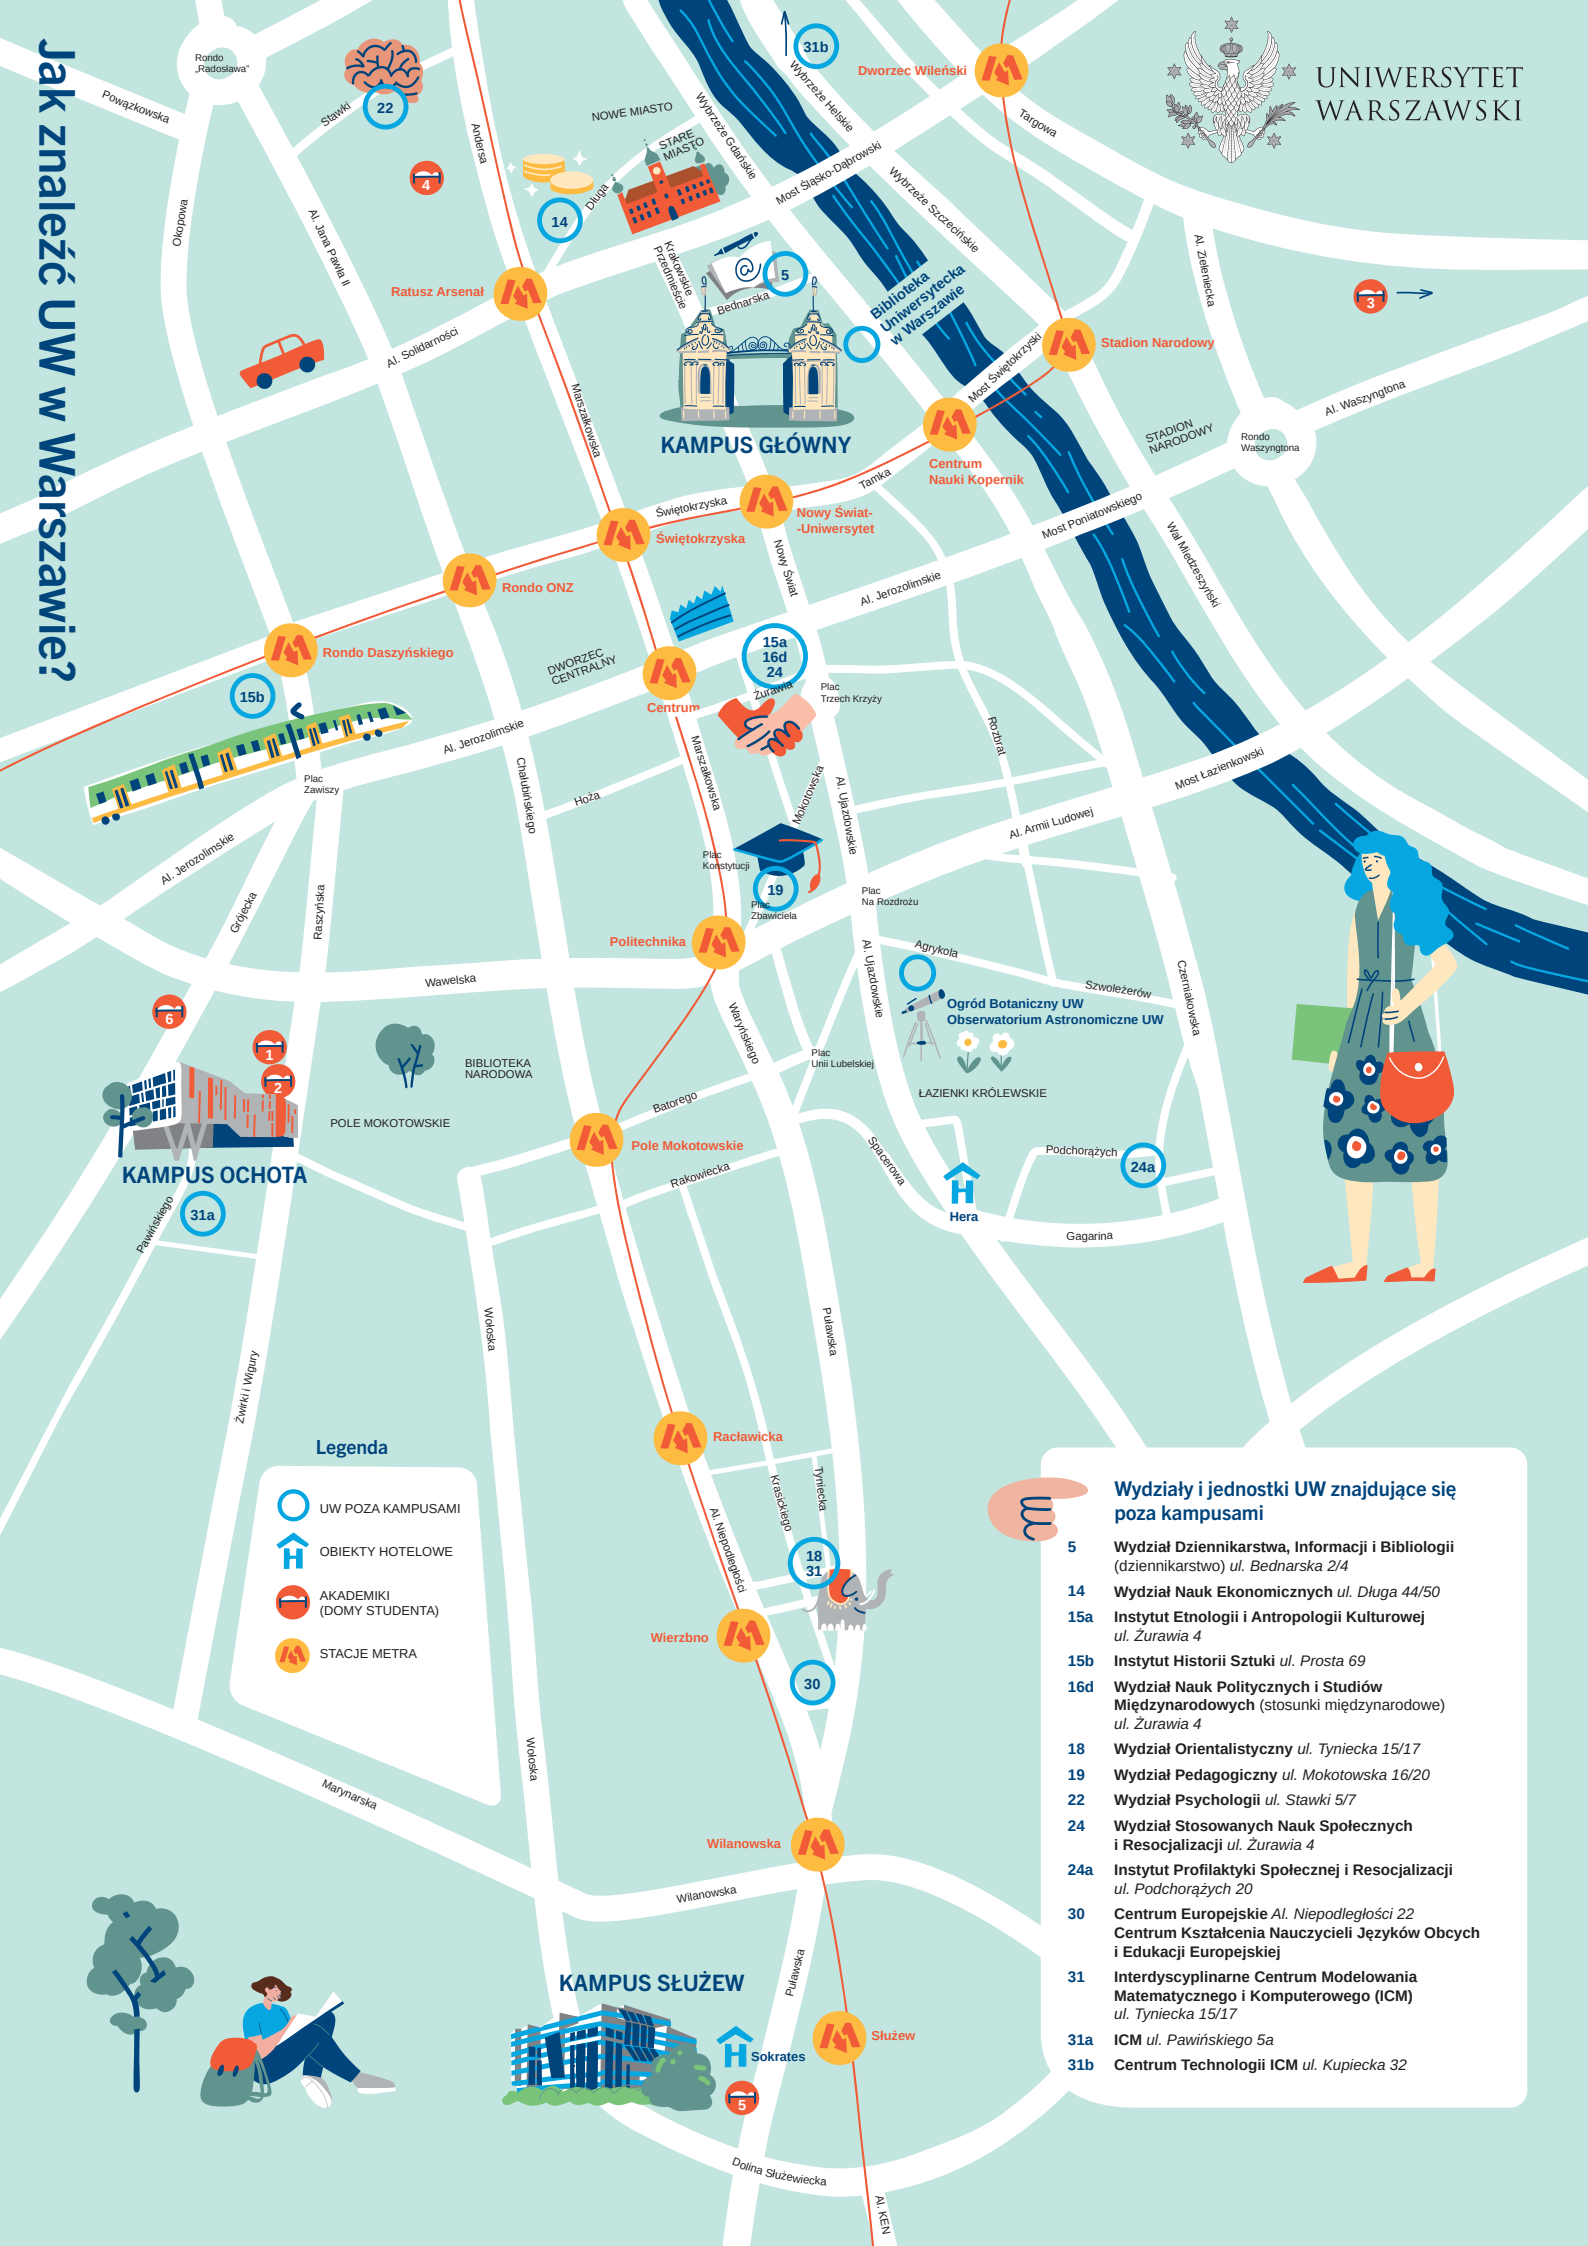 Jak znaleźć UW w Warszawie?
UNIWERSYTET
WARSZAWSKI
Rondo
„Radosława”
Powązkowska
Stawki
22
Andersa
NOWE MIASTO
STARE
MIASTO
Wybrzeże Gdańskie
31b
Wybrzeże Helskie
Dworzec Wileński
Targowa
4
Okopowa
Al. Jana Pawła II
14
Długa
Most Śląsko-Dąbrowski
Wybrzeże Szczecińskie
Al. Zieleniecka
3
Ratusz Arsenał
Krakowskie
Przedmieście
@
5
Bednarska
Biblioteka
Uniwersytecka
w Warszawie
Al. Solidarności
Most Świętokrzyski
Stadion Narodowy
Marszałkowska
KAMPUS GŁÓWNY
Al. Waszyngtona
STADION
NARODOWY
Rondo
Waszyngtona
Centrum
Nauki Kopernik
Tamka
Świętokrzyska
Nowy Świat-
-Uniwersytet
Świętokrzyska
Most Poniatowskiego
Wał Miedzeszyński
Nowy Świat
Al. Jerozolimskie
Rondo ONZ
Rondo Daszyńskiego
DWORZEC
CENTRALNY
15a
16d
24
Żurawia
Plac
Trzech Krzyży
15b
Centrum
Al. Jerozolimskie
Marszałkowska
Rozbrat
Plac
Zawiszy
Chałubińskiego
Hoża
Mokotowska
Al. Ujazdowskie
Most Łazienkowski
Al. Armii Ludowej
Al. Jerozolimskie
Plac
Konstytucji
19
Plac
Zbawiciela
Plac
Na Rozdrożu
Grójecka
Raszyńska
Politechnika
Al. Ujazdowskie
Agrykola
Wawelska
Szwoleżerów
Czerniakowska
Ogród Botaniczny UW
Obserwatorium Astronomiczne UW
6
1
2
Waryńskiego
Plac
Unii Lubelskiej
BIBLIOTEKA
NARODOWA
ŁAZIENKI KRÓLEWSKIE
POLE MOKOTOWSKIE
Batorego
Pole Mokotowskie
Rakowiecka
Spacerowa
Podchorążych
24a
KAMPUS OCHOTA
31a
Pawińskiego
H
Hera
Gagarina
Wołoska
Puławska
Żwirki i Wigury
Racławicka
Krasickiego
Tyniecka
Al. Niepodległości
18
31
Wierzbno
30
Legenda
UW POZA KAMPUSAMI
H
OBIEKTY HOTELOWE
AKADEMIKI
(DOMY STUDENTA)
STACJE METRA
Wołoska
Marynarska
Wilanowska
Wilanowska
Puławska
KAMPUS SŁUŻEW
H
Sokrates
5
Służew
Dolina Służewiecka
Al. KEN
Wydziały i jednostki UW znajdujące się
poza kampusami
5 Wydział Dziennikarstwa, Informacji i Bibliologii
(dziennikarstwo) ul. Bednarska 2/4
14 Wydział Nauk Ekonomicznych ul. Długa 44/50
15a Instytut Etnologii i Antropologii Kulturowej
ul. Żurawia 4
15b Instytut Historii Sztuki ul. Prosta 69
16d Wydział Nauk Politycznych i Studiów
Międzynarodowych (stosunki międzynarodowe)
ul. Żurawia 4
18 Wydział Orientalistyczny ul. Tyniecka 15/17
19 Wydział Pedagogiczny ul. Mokotowska 16/20
22 Wydział Psychologii ul. Stawki 5/7
24 Wydział Stosowanych Nauk Społecznych
i Resocjalizacji ul. Żurawia 4
24a Instytut Profilaktyki Społecznej i Resocjalizacji
ul. Podchorążych 20
30 Centrum Europejskie Al. Niepodległości 22
Centrum Kształcenia Nauczycieli Języków Obcych
i Edukacji Europejskiej
31 Interdyscyplinarne Centrum Modelowania
Matematycznego i Komputerowego (ICM)
ul. Tyniecka 15/17
31a ICM ul. Pawińskiego 5a
31b Centrum Technologii ICM ul. Kupiecka 32